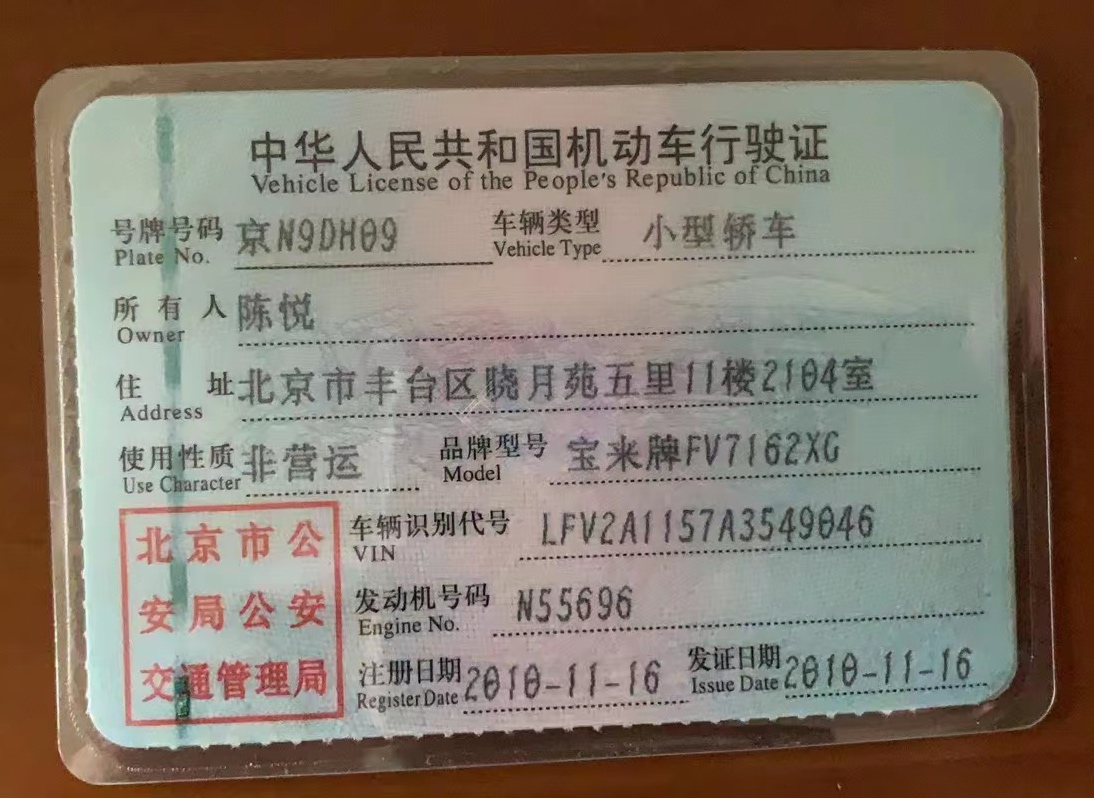 中华人民共和国机动车行驶证
Vehicle License of the People's Republic of China
号牌号码 京N9DH09 车辆类型 小型轿车
Plate No. Vehicle Type
所有人 陈悦
Owner
住址 北京市丰台区晓月苑五里11楼2104室
Address
使用性质 非营运 品牌型号 宝来牌FV7162XG
Use Character Model
北京市公
安局公安
交通管理局
车辆识别代号 LFV2A1157A3549046
VIN
发动机号码 N55696
Engine No.
注册日期 2010-11-16 发证日期 2010-11-16
Register Date Issue Date